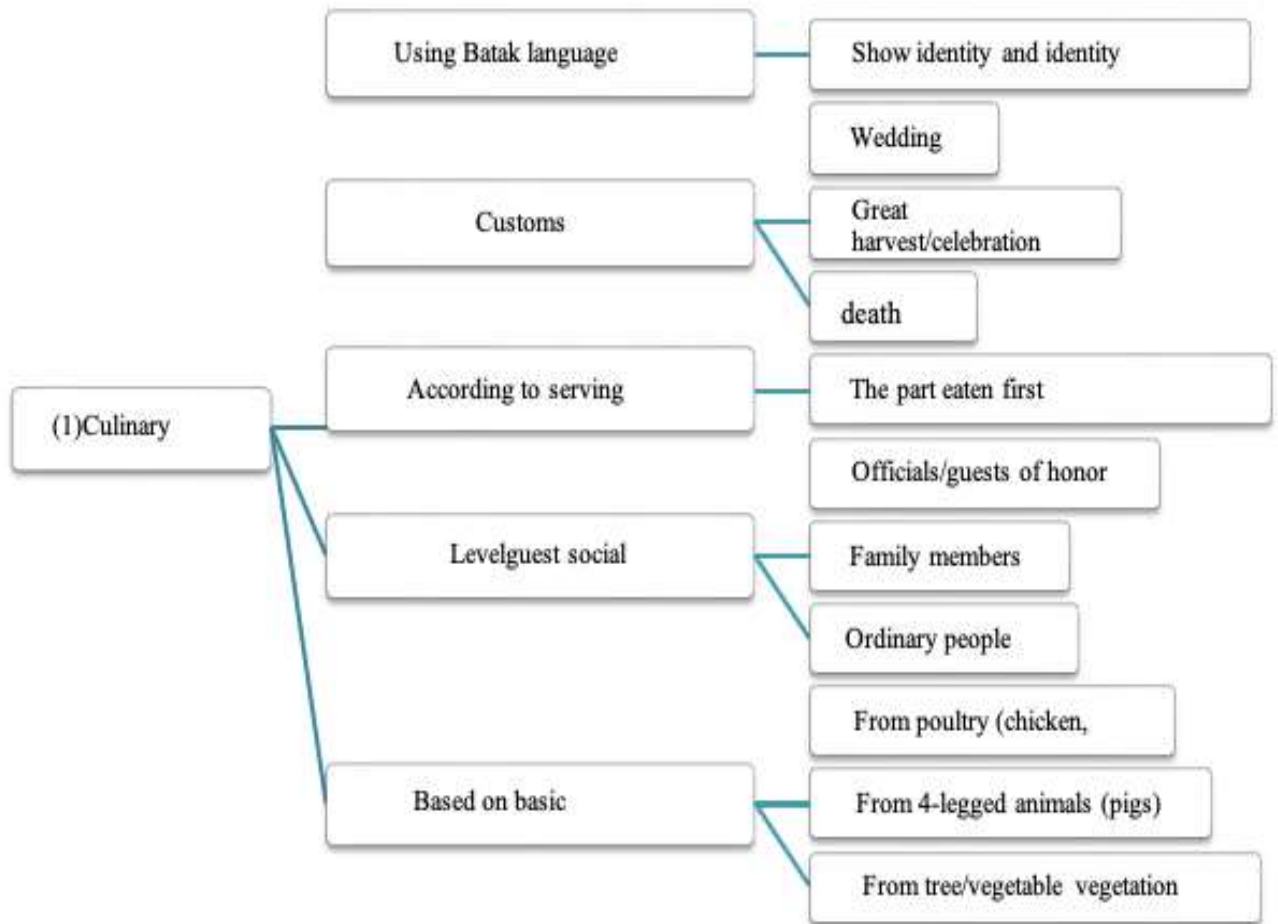 Using Batak language
Show identity and identity
Wedding
Customs
Great
harvest/celebration
death
(1)Culinary
According to serving
The part eaten first
Officials/guests of honor
Levelguest social
Family members
Ordinary people
From poultry (chicken,
Based on basic
From 4-legged animals (pigs)
From tree/vegetable vegetation